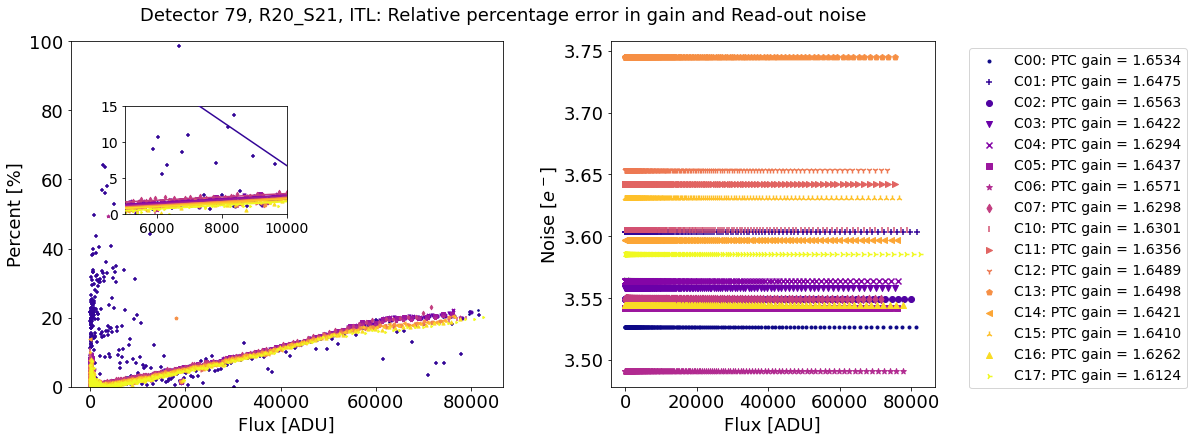 Detector 79, R20_S21, ITL: Relative percentage error in gain and Read-out noise
Percent [%]
100
80
60
40
20
0
0 20000 40000 60000 80000
Flux [ADU]
15
10
5
0
6000 8000 10000
Noise [e⁻]
3.75
3.70
3.65
3.60
3.55
3.50
0 20000 40000 60000 80000
Flux [ADU]
C00: PTC gain = 1.6534
C01: PTC gain = 1.6475
C02: PTC gain = 1.6563
C03: PTC gain = 1.6422
C04: PTC gain = 1.6294
C05: PTC gain = 1.6437
C06: PTC gain = 1.6571
C07: PTC gain = 1.6298
C10: PTC gain = 1.6301
C11: PTC gain = 1.6356
C12: PTC gain = 1.6489
C13: PTC gain = 1.6498
C14: PTC gain = 1.6421
C15: PTC gain = 1.6410
C16: PTC gain = 1.6262
C17: PTC gain = 1.6124